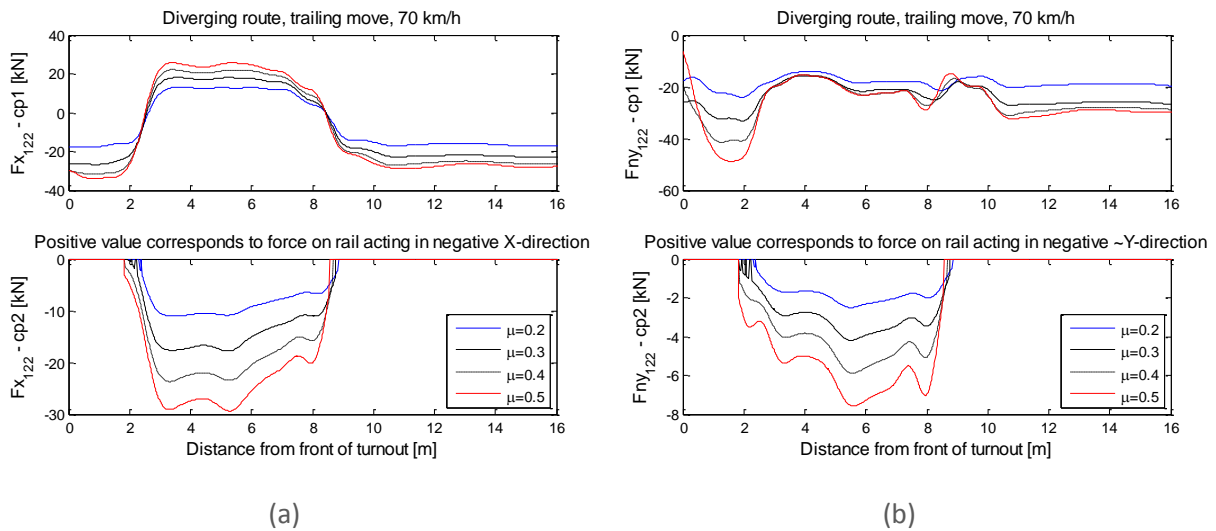 Diverging route, trailing move, 70 km/h
Fx122 - cp1 [kN]
40
20
0
-20
-40
0 2 4 6 8 10 12 14 16
Positive value corresponds to force on rail acting in negative X-direction
Fx122 - cp2 [kN]
0
-10
-20
-30
μ=0.2
μ=0.3
μ=0.4
μ=0.5
0 2 4 6 8 10 12 14 16
Distance from front of turnout [m]
(a)
Diverging route, trailing move, 70 km/h
Fny122 - cp1 [kN]
0
-20
-40
-60
0 2 4 6 8 10 12 14 16
Positive value corresponds to force on rail acting in negative ~Y-direction
Fny122 - cp2 [kN]
0
-2
-4
-6
-8
μ=0.2
μ=0.3
μ=0.4
μ=0.5
0 2 4 6 8 10 12 14 16
Distance from front of turnout [m]
(b)